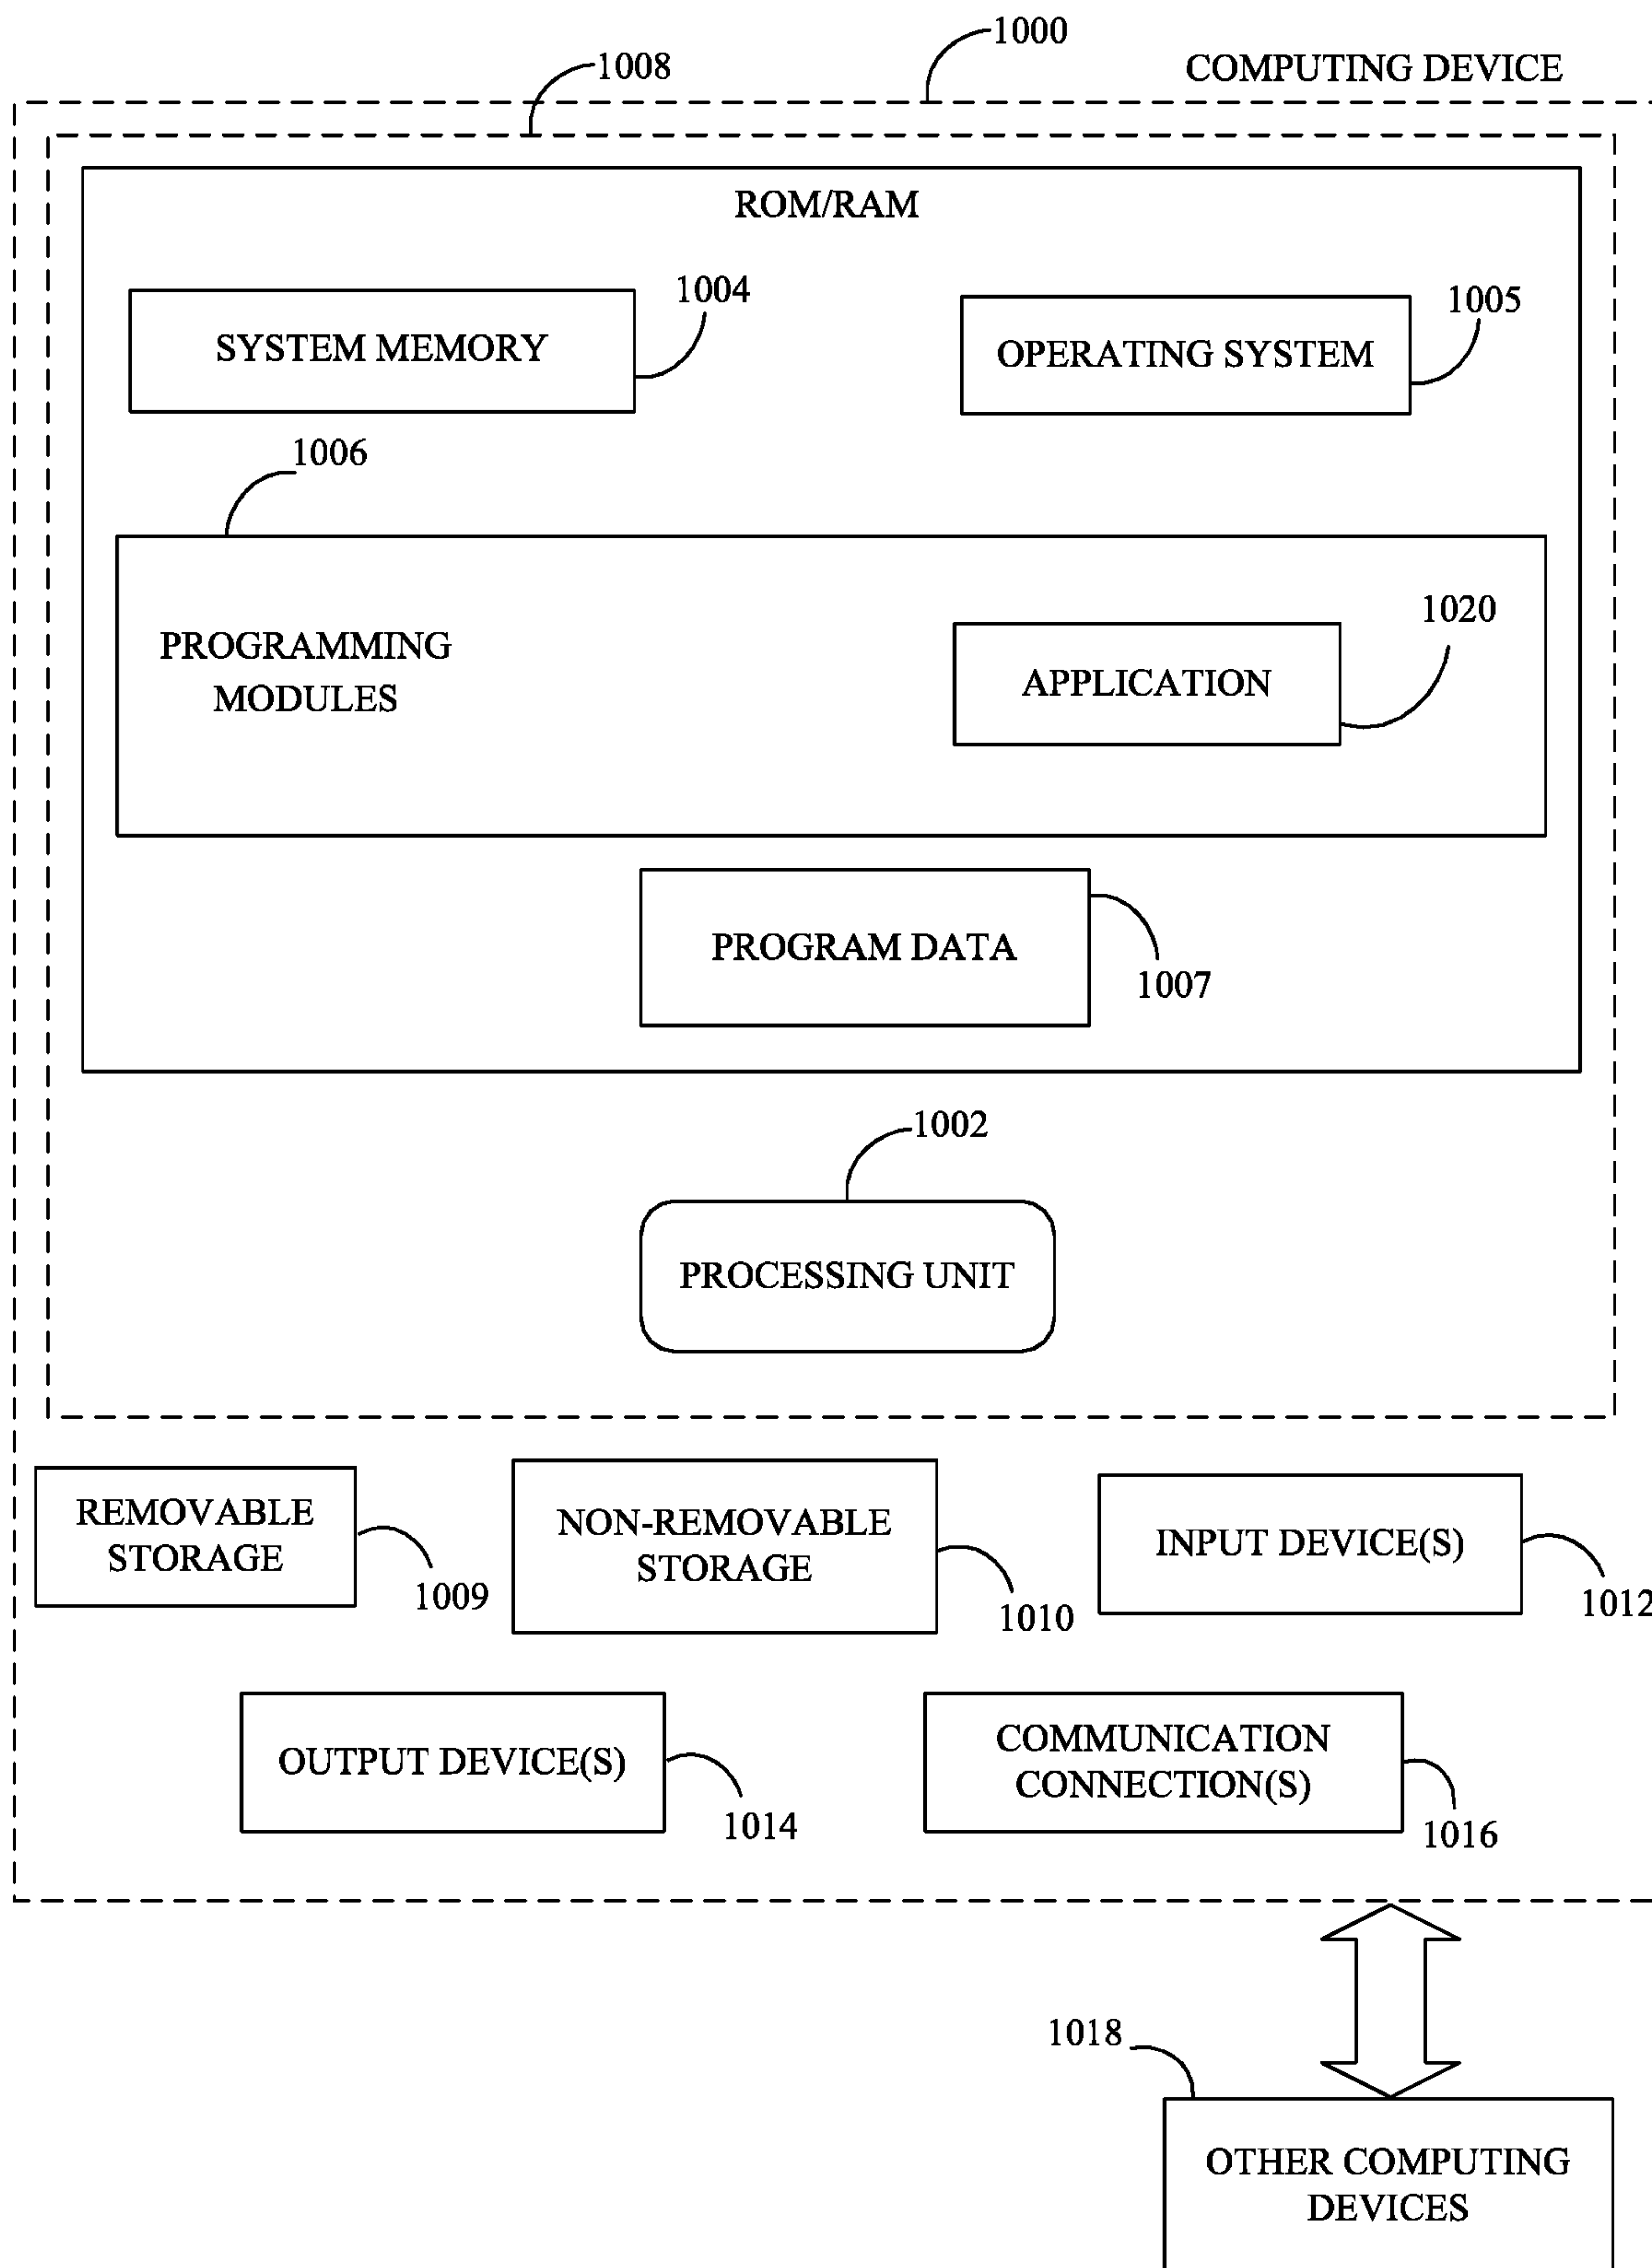 1000
1008
COMPUTING DEVICE
ROM/RAM
1004
1005
SYSTEM MEMORY
OPERATING SYSTEM
1006
1020
PROGRAMMING
MODULES
APPLICATION
PROGRAM DATA
1007
1002
PROCESSING UNIT
REMOVABLE
STORAGE
1009
NON-REMOVABLE
STORAGE
1010
INPUT DEVICE(S)
1012
OUTPUT DEVICE(S)
1014
COMMUNICATION
CONNECTION(S)
1016
1018
OTHER COMPUTING
DEVICES